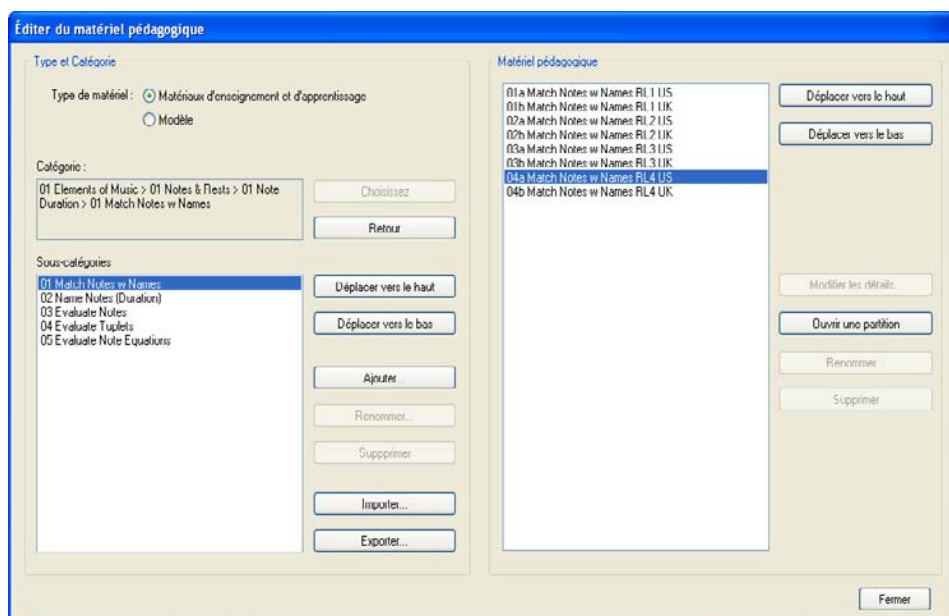 Éditer du matériel pédagogique
Type et Catégorie
Type de matériel :
Matériaux d'enseignement et d'apprentissage
Modèle
Catégorie :
01 Elements of Music > 01 Notes & Rests > 01 Note
Duration > 01 Match Notes w Names
Choisissez
Retour
Sous-catégories
01 Match Notes w Names
02 Name Notes (Duration)
03 Evaluate Notes
04 Evaluate Tuplets
05 Evaluate Note Equations
Déplacer vers le haut
Déplacer vers le bas
Ajouter...
Renommer...
Suppprimer
Importer...
Exporter...
Matériel pédagogique
01a Match Notes w Names RL1 US
01b Match Notes w Names RL1 UK
02a Match Notes w Names RL2 US
02b Match Notes w Names RL2 UK
03a Match Notes w Names RL3 US
03b Match Notes w Names RL3 UK
04a Match Notes w Names RL4 US
04b Match Notes w Names RL4 UK
Déplacer vers le haut
Déplacer vers le bas
Modifier les détails...
Ouvrir une partition
Renommer...
Supprimer
Fermer